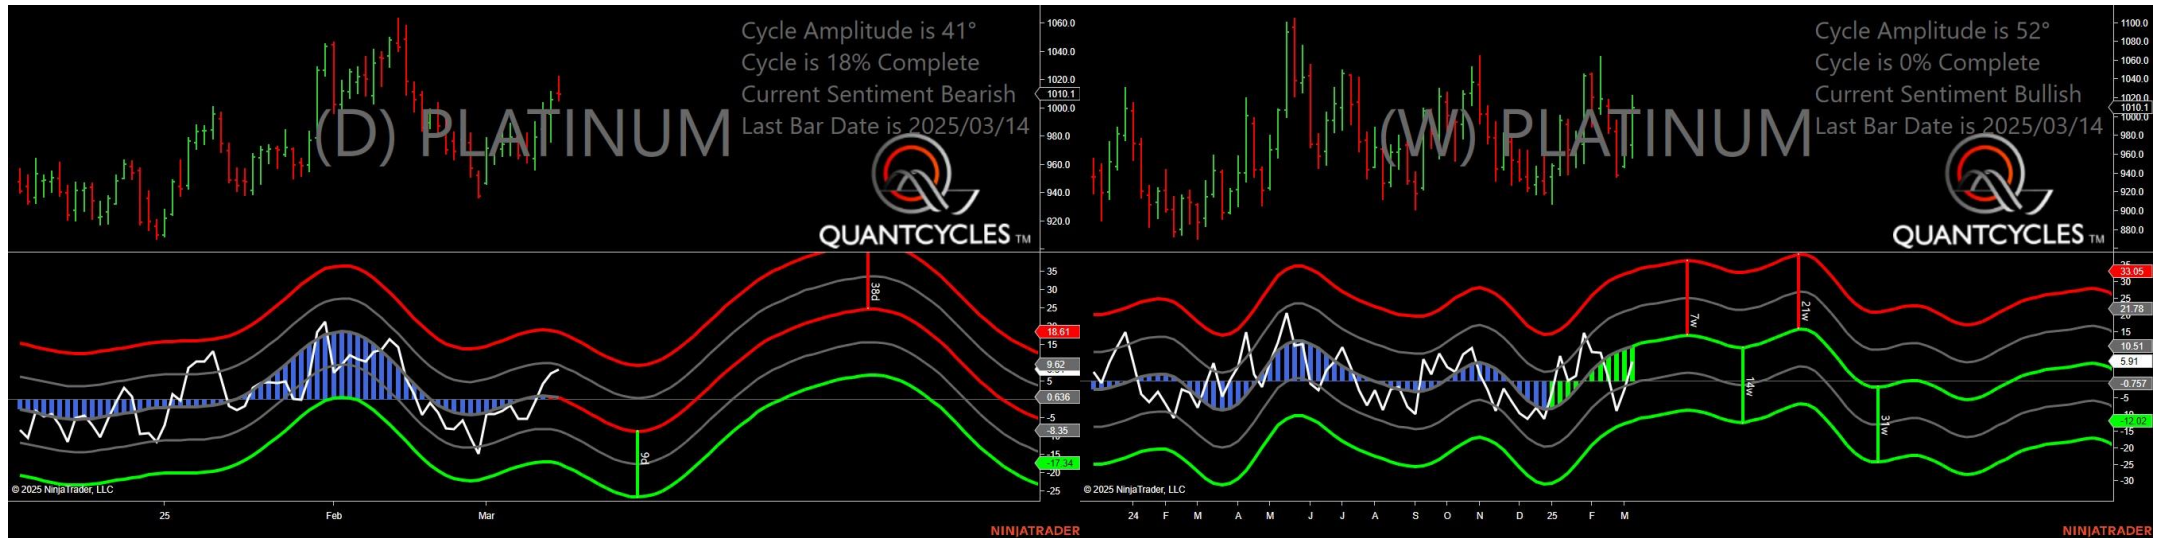 Cycle Amplitude is 41°
Cycle is 18% Complete
Current Sentiment Bearish
Last Bar Date is 2025/03/14
(D) PLATINUM
QUANTCYCLES TM
1060.0
1040.0
1020.0
1010.1
1000.0
980.0
960.0
940.0
920.0
38d
9d
35
30
25
18.61
15
9.62
5
0.636
-5
-8.35
-15
-17.34
-20
-25
© 2025 NinjaTrader, LLC
25 Feb Mar
NINJATRADER
Cycle Amplitude is 52°
Cycle is 0% Complete
Current Sentiment Bullish
Last Bar Date is 2025/03/14
(W) PLATINUM
QUANTCYCLES TM
1100.0
1080.0
1060.0
1040.0
1020.0
1010.1
1000.0
980.0
960.0
940.0
920.0
900.0
880.0
7w
21w
14w
31w
33.05
30
25
21.78
15
10.51
5.91
-0.757
-5
-12.02
-15
-20
-25
-30
© 2025 NinjaTrader, LLC
24 F M A M J J A S O N D 25 F M
NINJATRADER